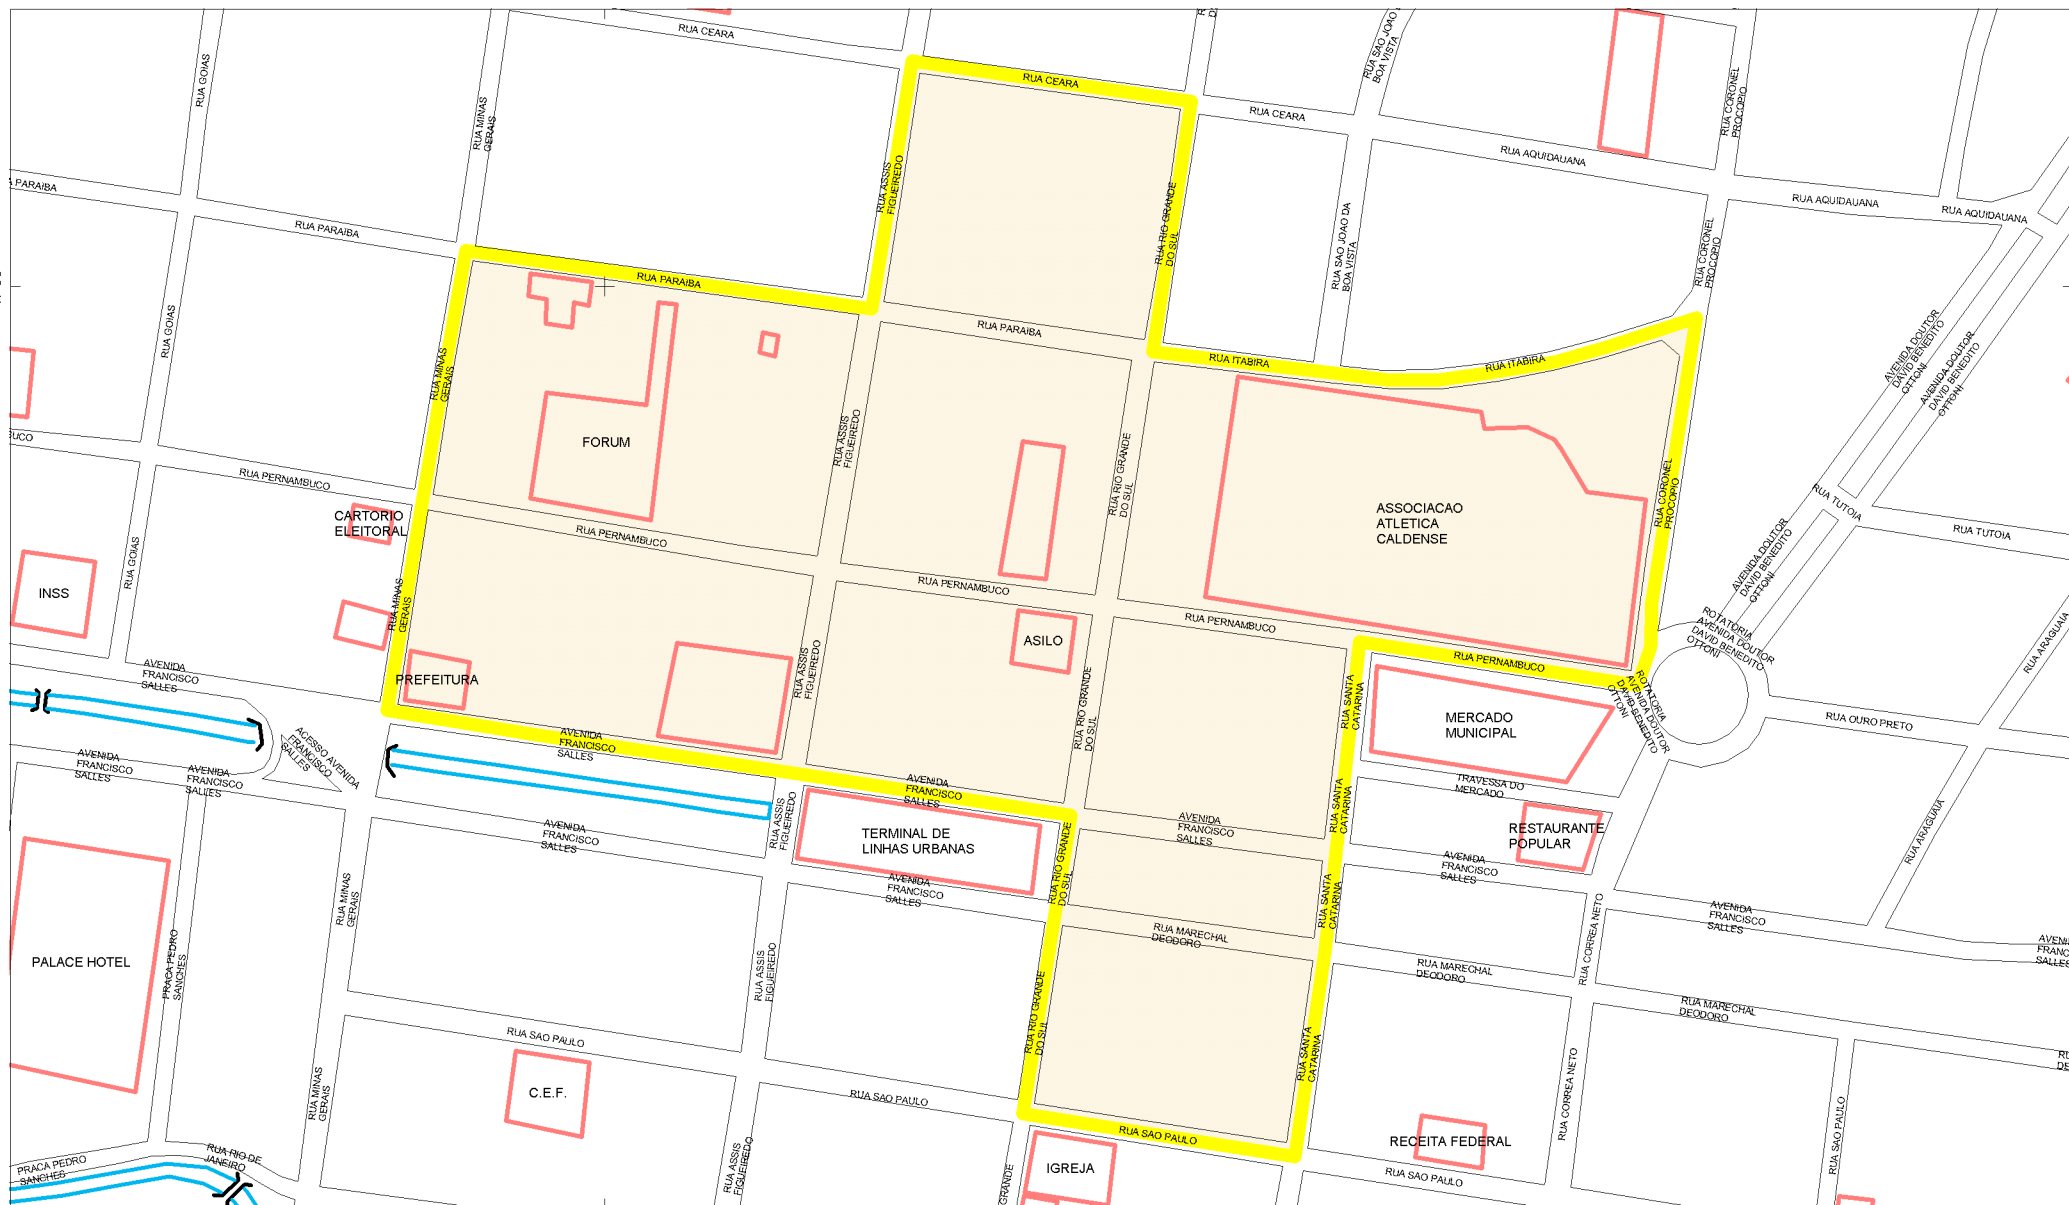 RUA CEARA
RUA CEARA
RUA CEARA
RUA SAO JOAO
BOA VISTA
RUA GOIAS
RUA MINAS
GERAIS
RUA CORONEL
PROCOPIO
RUA AQUIDAUANA
RUA AQUIDAUANA
RUA AQUIDAUANA
PARAIBA
RUA PARAIBA
RUA PARAIBA
RUA PARAIBA
RUA ASSIS
FIGUEIREDO
RUA RIO GRANDE
DO SUL
RUA SAO JOAO DA
BOA VISTA
RUA CORONEL
PROCOPIO
RUA GOIAS
RUA MINAS
GERAIS
RUA ITABIRA
RUA ITABIRA
AVENIDA DOUTOR
DAVID BENEDITO
OTTONI
AVENIDA DOUTOR
DAVID BENEDITO
OTTONI
FORUM
RUA ASSIS
FIGUEIREDO
RUA RIO GRANDE
DO SUL
RUA CORONEL
PROCOPIO
RUA PERNAMBUCO
RUA PERNAMBUCO
RUA PERNAMBUCO
RUA PERNAMBUCO
RUA PERNAMBUCO
CARTORIO
ELEITORAL
ASSOCIACAO
ATLETICA
CALDENSE
RUA TUTOIA
RUA TUTOIA
AVENIDA DOUTOR
DAVID BENEDITO
OTTONI
INSS
RUA GOIAS
RUA MINAS
GERAIS
ASILO
ROTATORIA
AVENIDA DOUTOR
DAVID BENEDITO
OTTONI
ROTATORIA
AVENIDA DOUTOR
DAVID BENEDITO
OTTONI
RUA ARAGUAIA
AVENIDA
FRANCISCO
SALLES
PREFEITURA
RUA ASSIS
FIGUEIREDO
RUA RIO GRANDE
DO SUL
RUA SANTA
CATARINA
MERCADO
MUNICIPAL
RUA OURO PRETO
ACESSO AVENIDA
FRANCISCO
SALLES
AVENIDA
FRANCISCO
SALLES
AVENIDA
FRANCISCO
SALLES
AVENIDA
FRANCISCO
SALLES
AVENIDA
FRANCISCO
SALLES
TRAVESSA DO
MERCADO
RUA ASSIS
FIGUEIREDO
TERMINAL DE
LINHAS URBANAS
AVENIDA
FRANCISCO
SALLES
RUA SANTA
CATARINA
RESTAURANTE
POPULAR
RUA ARAGUAIA
AVENIDA
FRANCISCO
SALLES
AVENIDA
FRANCISCO
SALLES
RUA RIO GRANDE
DO SUL
AVENIDA
FRANCISCO
SALLES
RUA MINAS
GERAIS
RUA SANTA
CATARINA
AVENIDA
FRANCISCO
SALLES
RUA MARECHAL
DEODORO
RUA CORREA NETO
PALACE HOTEL
PRACA PEDRO
SANCHES
RUA ASSIS
FIGUEIREDO
RUA MARECHAL
DEODORO
RUA MARECHAL
DEODORO
RUA RIO GRANDE
DO SUL
RUA SAO PAULO
RUA SANTA
CATARINA
C.E.F.
RUA MINAS
GERAIS
RUA SAO PAULO
RUA SAO PAULO
RUA CORREA NETO
RUA SAO PAULO
RECEITA FEDERAL
RUA SAO PAULO
IGREJA
RUA ASSIS
FIGUEIREDO
GRANDE
PRACA PEDRO
SANCHES
RUA RIO DE
JANEIRO